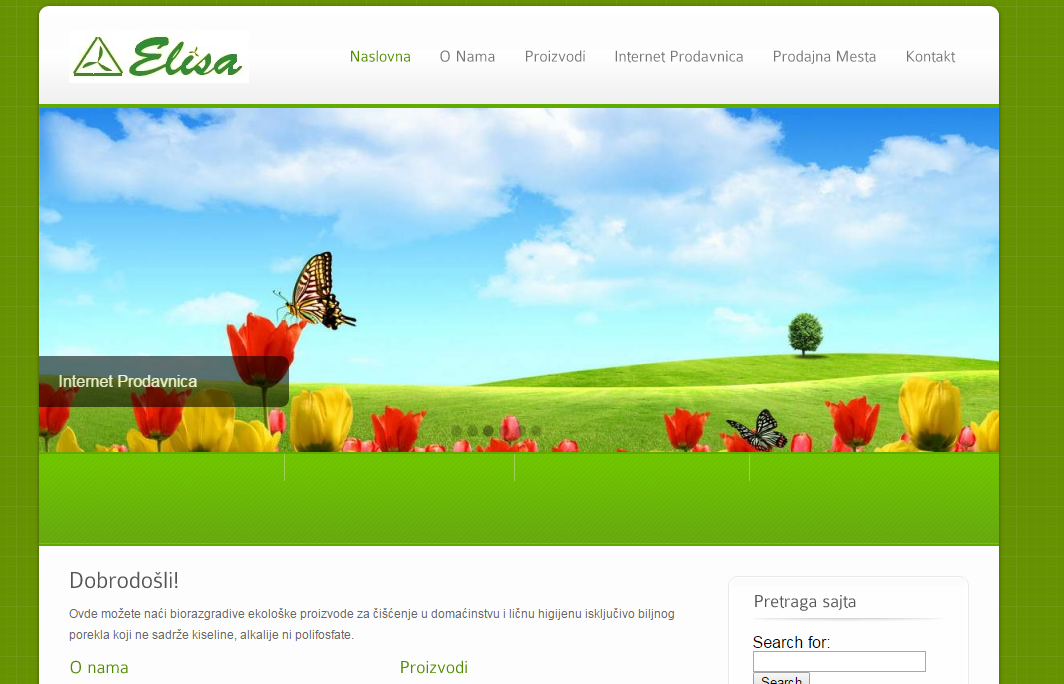 Elisa
Naslovna O Nama Proizvodi Internet Prodavnica Prodajna Mesta Kontakt
Internet Prodavnica
Dobrodošli!
Ovde možete naći biorazgradive ekološke proizvode za čišćenje u domaćinstvu i ličnu higijenu isključivo biljnog
porekla koji ne sadrže kiseline, alkalije ni polifosfate.
O nama
Proizvodi
Pretraga sajta
Search for:
Search